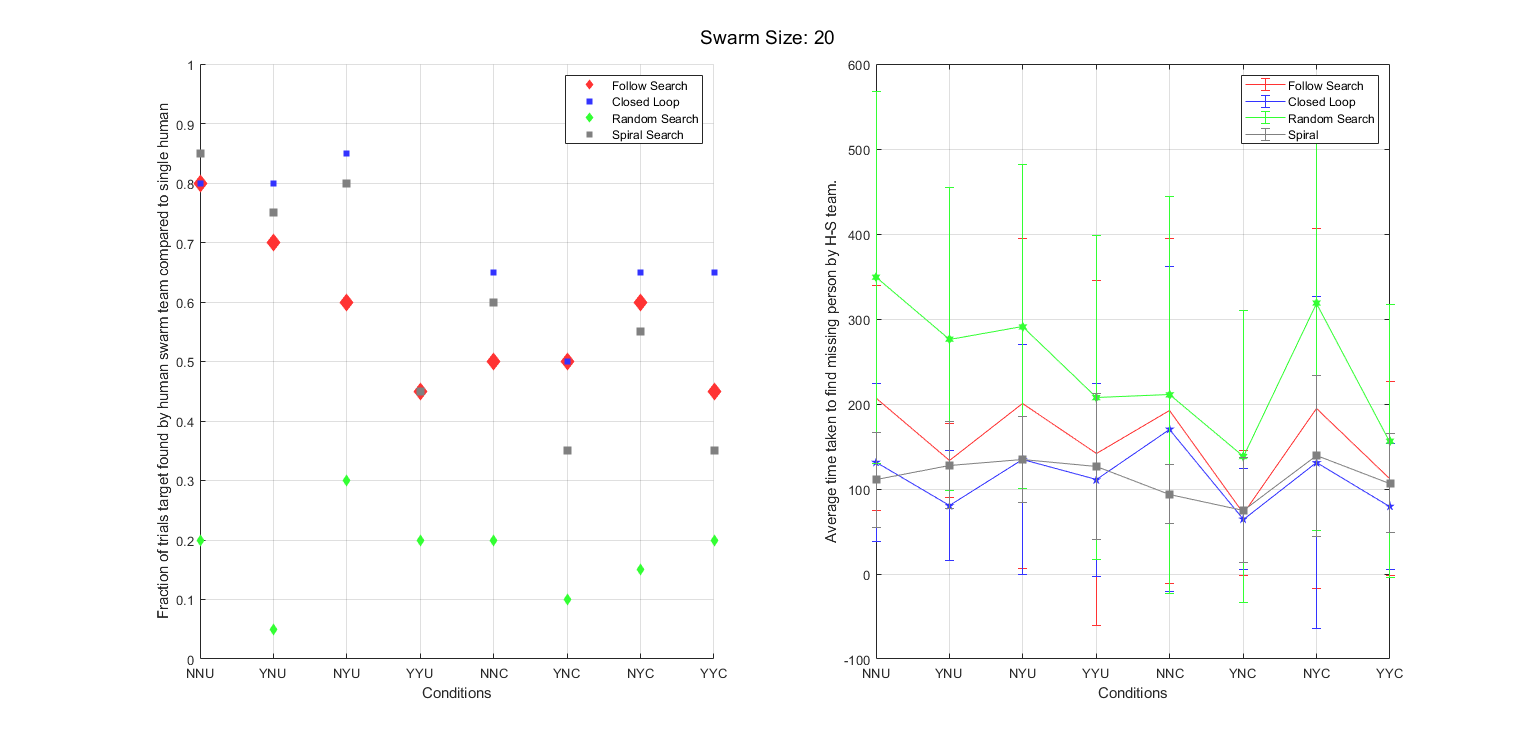 Swarm Size: 20
Fraction of trials target found by human swarm team compared to single human
1
0.9
0.8
0.7
0.6
0.5
0.4
0.3
0.2
0.1
0
NNU YNU NYU YYU NNC YNC NYC YYC
Conditions
Follow Search
Closed Loop
Random Search
Spiral Search
Average time taken to find missing person by H-S team.
600
500
400
300
200
100
0
-100
NNU YNU NYU YYU NNC YNC NYC YYC
Conditions
Follow Search
Closed Loop
Random Search
Spiral